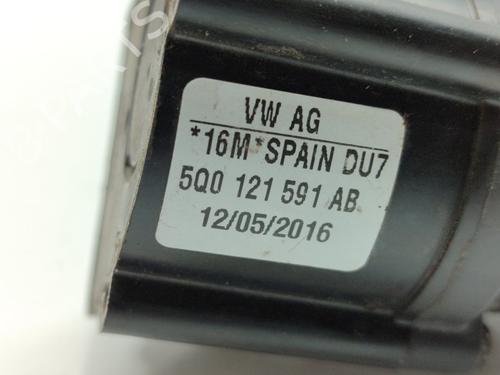 VW AG
*16M*SPAIN DU7
5Q0 121 591 AB
12/05/2016